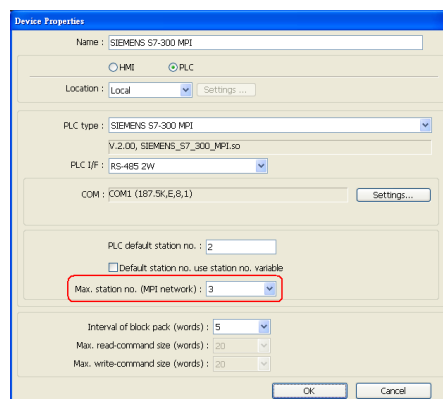 Device Properties
Name : SIEMENS S7-300 MPI
HMI PLC
Location : Local Settings ...
PLC type : SIEMENS S7-300 MPI
V.2.00, SIEMENS_S7_300_MPI.so
PLC I/F : RS-485 2W
COM : COM1 (187.5K,E,8,1) Settings...
PLC default station no. : 2
Default station no. use station no. variable
Max. station no. (MPI network) : 3
Interval of block pack (words) : 5
Max. read-command size (words) : 20
Max. write-command size (words) : 20
OK Cancel